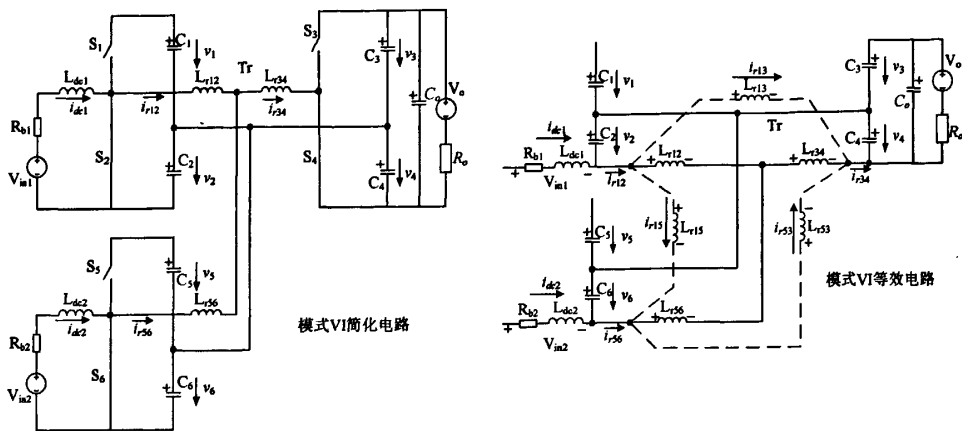 S1
C1
v1
Ldc1
idc1
ir12
Lr12
Tr
Lr34
ir34
S3
C3
v3
Co
Vo
Rb1
Vin1
S2
C2
v2
S4
C4
v4
Ro
S5
C5
v5
Ldc2
idc2
ir56
Lr56
Rb2
Vin2
S6
C6
v6
模式VI简化电路
C1
v1
ir13
Lr13
C3
v3
Co
Vo
idc1
C2
v2
Tr
C4
v4
Ro
Rb1
Ldc1
Vin1
ir12
Lr12
Lr34
ir34
C5
v5
ir15
Lr15
ir53
Lr53
idc2
C6
v6
Rb2
Ldc2
Vin2
ir56
Lr56
模式VI等效电路